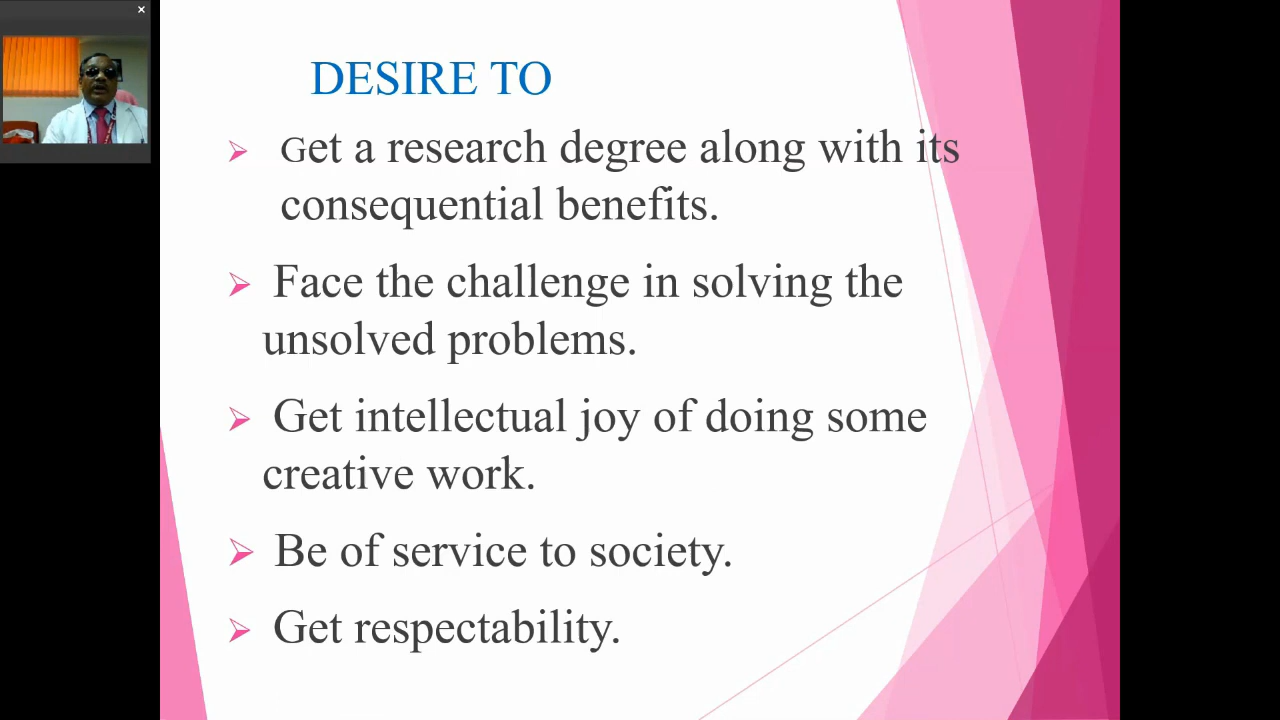 DESIRE TO
Get a research degree along with its
consequential benefits.
Face the challenge in solving the
unsolved problems.
Get intellectual joy of doing some
creative work.
Be of service to society.
Get respectability.